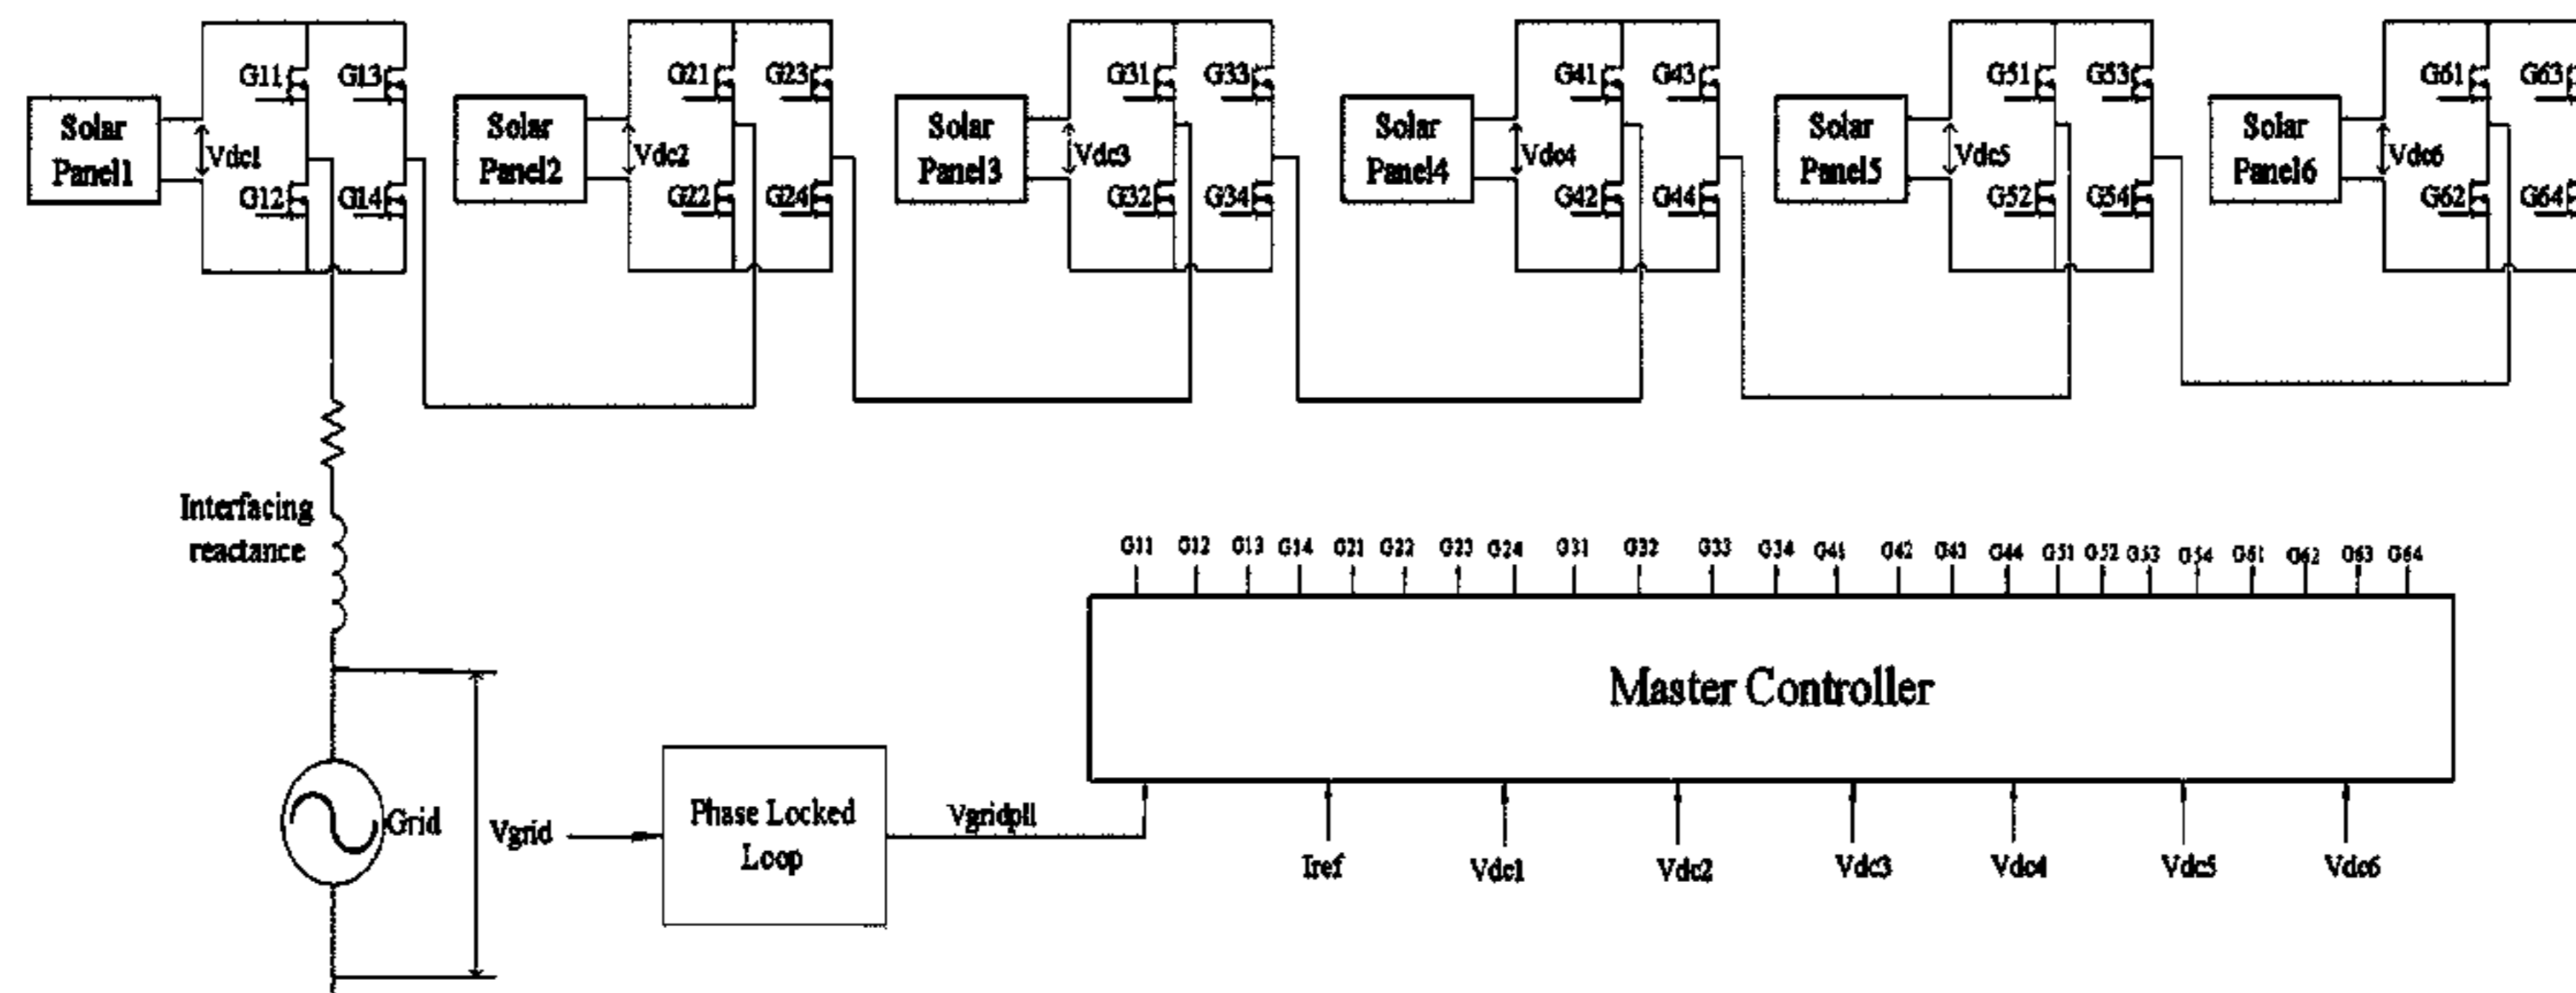 G11 G13 G21 G23 G31 G33 G41 G43 G51 G53 G61 G63
Solar Panel1
Vdc1
Solar Panel2
Vdc2
Solar Panel3
Vdc3
Solar Panel4
Vdc4
Solar Panel5
Vdc5
Solar Panel6
Vdc6
G12 G14 G22 G24 G32 G34 G42 G44 G52 G54 G62 G64
Interfacing
reactance
G11 G12 G13 G14 G21 G22 G23 G24 G31 G32 G33 G34 G41 G42 G43 G44 G51 G52 G53 G54 G61 G62 G63 G64
Master Controller
Grid
Vgrid
Phase Locked
Loop
Vgridpll
Iref Vdc1 Vdc2 Vdc3 Vdc4 Vdc5 Vdc6